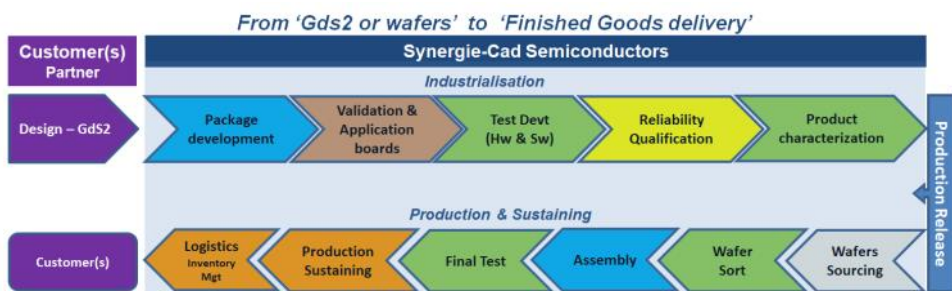 From 'Gds2 or wafers' to 'Finished Goods delivery'
Customer(s)
Partner
Synergie-Cad Semiconductors
Industrialisation
Design – GdS2
Package
development
Validation &
Application
boards
Test Devt
(Hw & Sw)
Reliability
Qualification
Product
characterization
Production Release
Production & Sustaining
Customer(s)
Logistics
Inventory
Mgt
Production
Sustaining
Final Test
Assembly
Wafer
Sort
Wafers
Sourcing